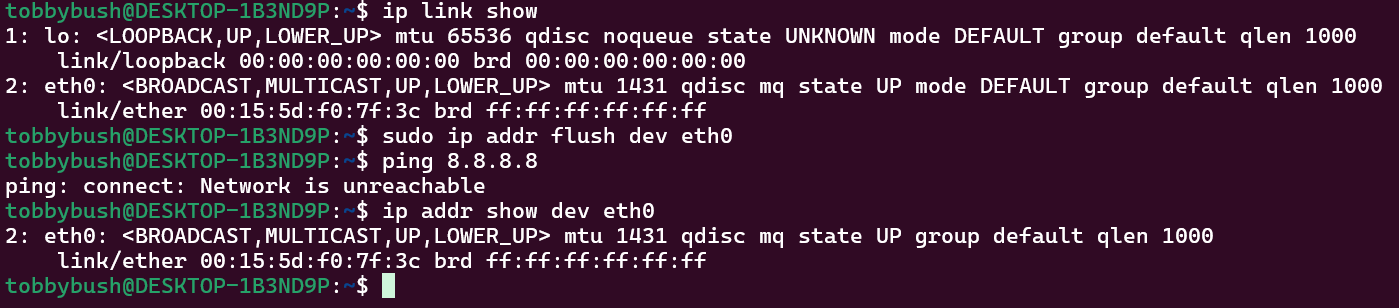 tobbybush@DESKTOP-1B3ND9P:~$ ip link show
1: lo: <LOOPBACK,UP,LOWER_UP> mtu 65536 qdisc noqueue state UNKNOWN mode DEFAULT group default qlen 1000
    link/loopback 00:00:00:00:00:00 brd 00:00:00:00:00:00
2: eth0: <BROADCAST,MULTICAST,UP,LOWER_UP> mtu 1431 qdisc mq state UP mode DEFAULT group default qlen 1000
    link/ether 00:15:5d:f0:7f:3c brd ff:ff:ff:ff:ff:ff
tobbybush@DESKTOP-1B3ND9P:~$ sudo ip addr flush dev eth0
tobbybush@DESKTOP-1B3ND9P:~$ ping 8.8.8.8
ping: connect: Network is unreachable
tobbybush@DESKTOP-1B3ND9P:~$ ip addr show dev eth0
2: eth0: <BROADCAST,MULTICAST,UP,LOWER_UP> mtu 1431 qdisc mq state UP group default qlen 1000
    link/ether 00:15:5d:f0:7f:3c brd ff:ff:ff:ff:ff:ff
tobbybush@DESKTOP-1B3ND9P:~$